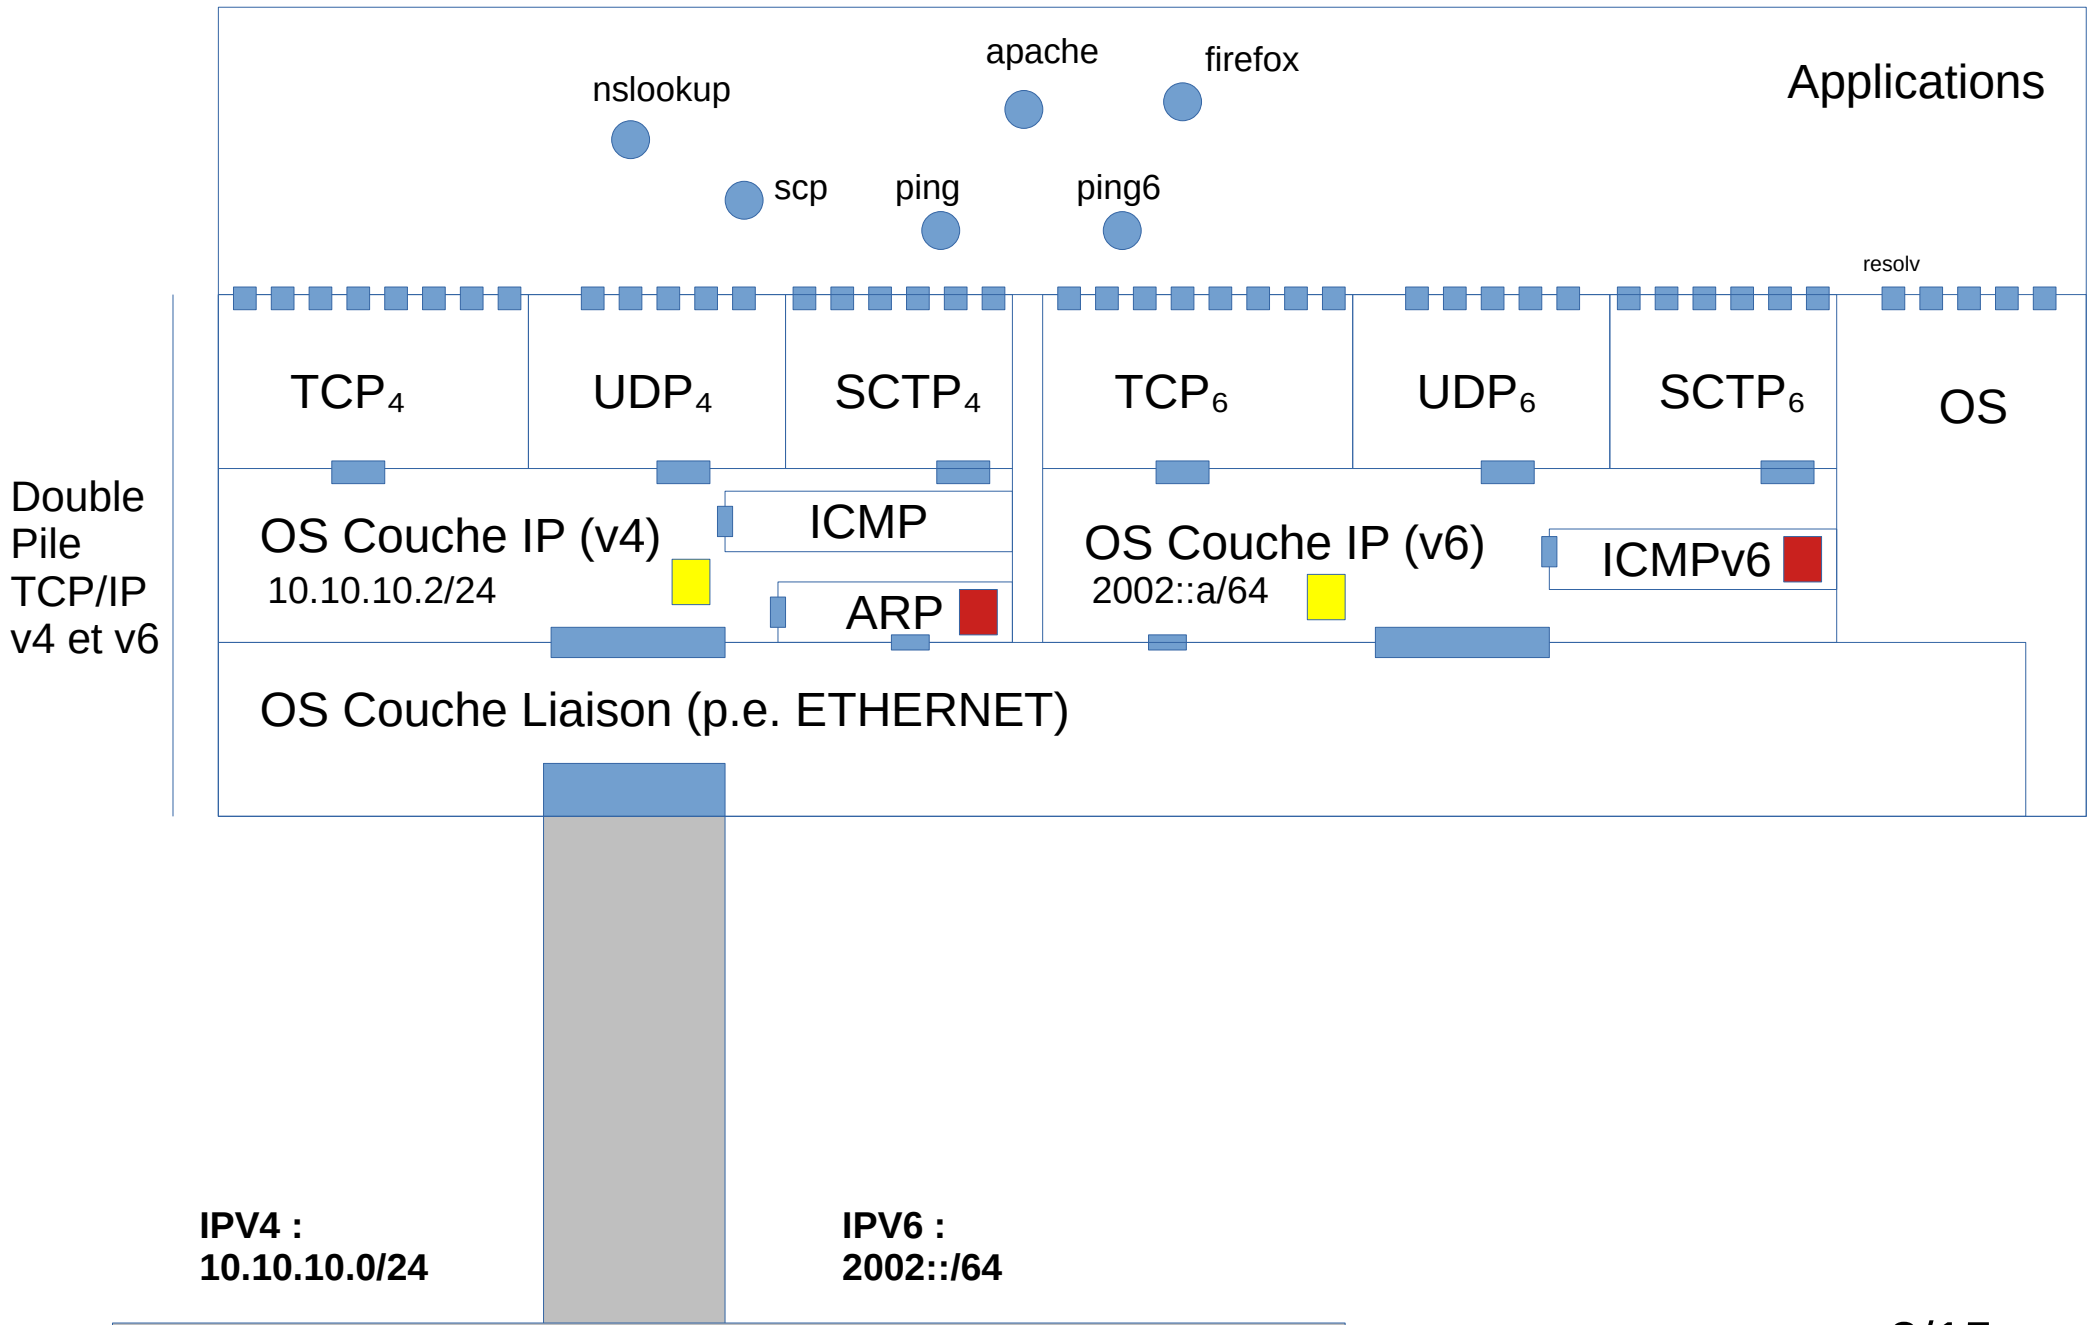 apache
firefox
Applications
nslookup
scp
ping
ping6
resolv
TCP₄
UDP₄
SCTP₄
TCP₆
UDP₆
SCTP₆
OS
Double
Pile
TCP/IP
v4 et v6
OS Couche IP (v4)
10.10.10.2/24
ICMP
ARP
OS Couche IP (v6)
2002::a/64
ICMPv6
OS Couche Liaison (p.e. ETHERNET)
IPV4 :
10.10.10.0/24
IPV6 :
2002::/64